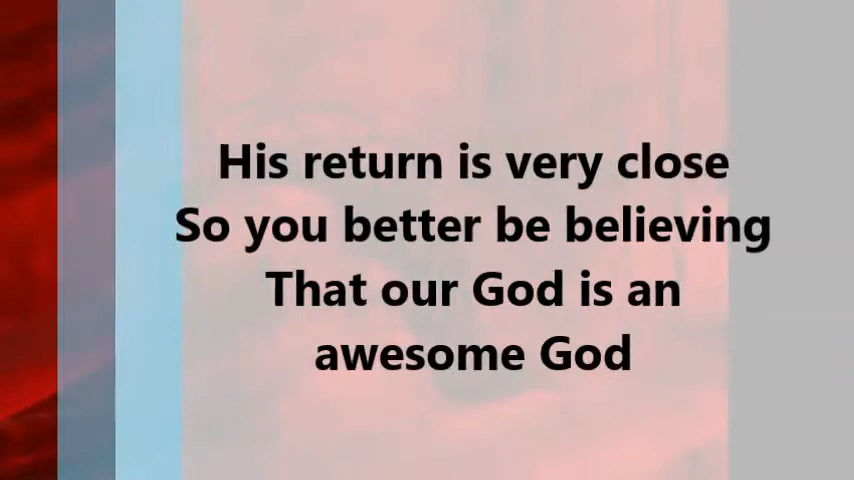 His return is very close
So you better be believing
That our God is an
awesome God